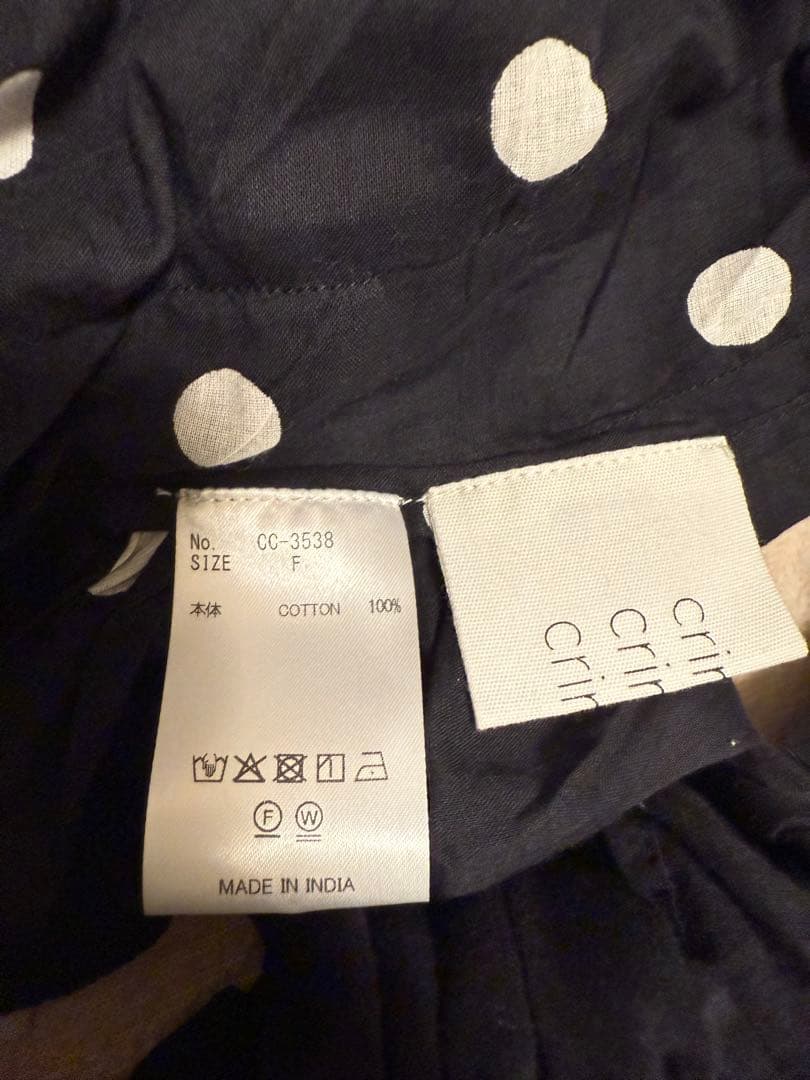 No. CC-3538
SIZE F
本体 COTTON 100%
F W
MADE IN INDIA
crin
crin
crin